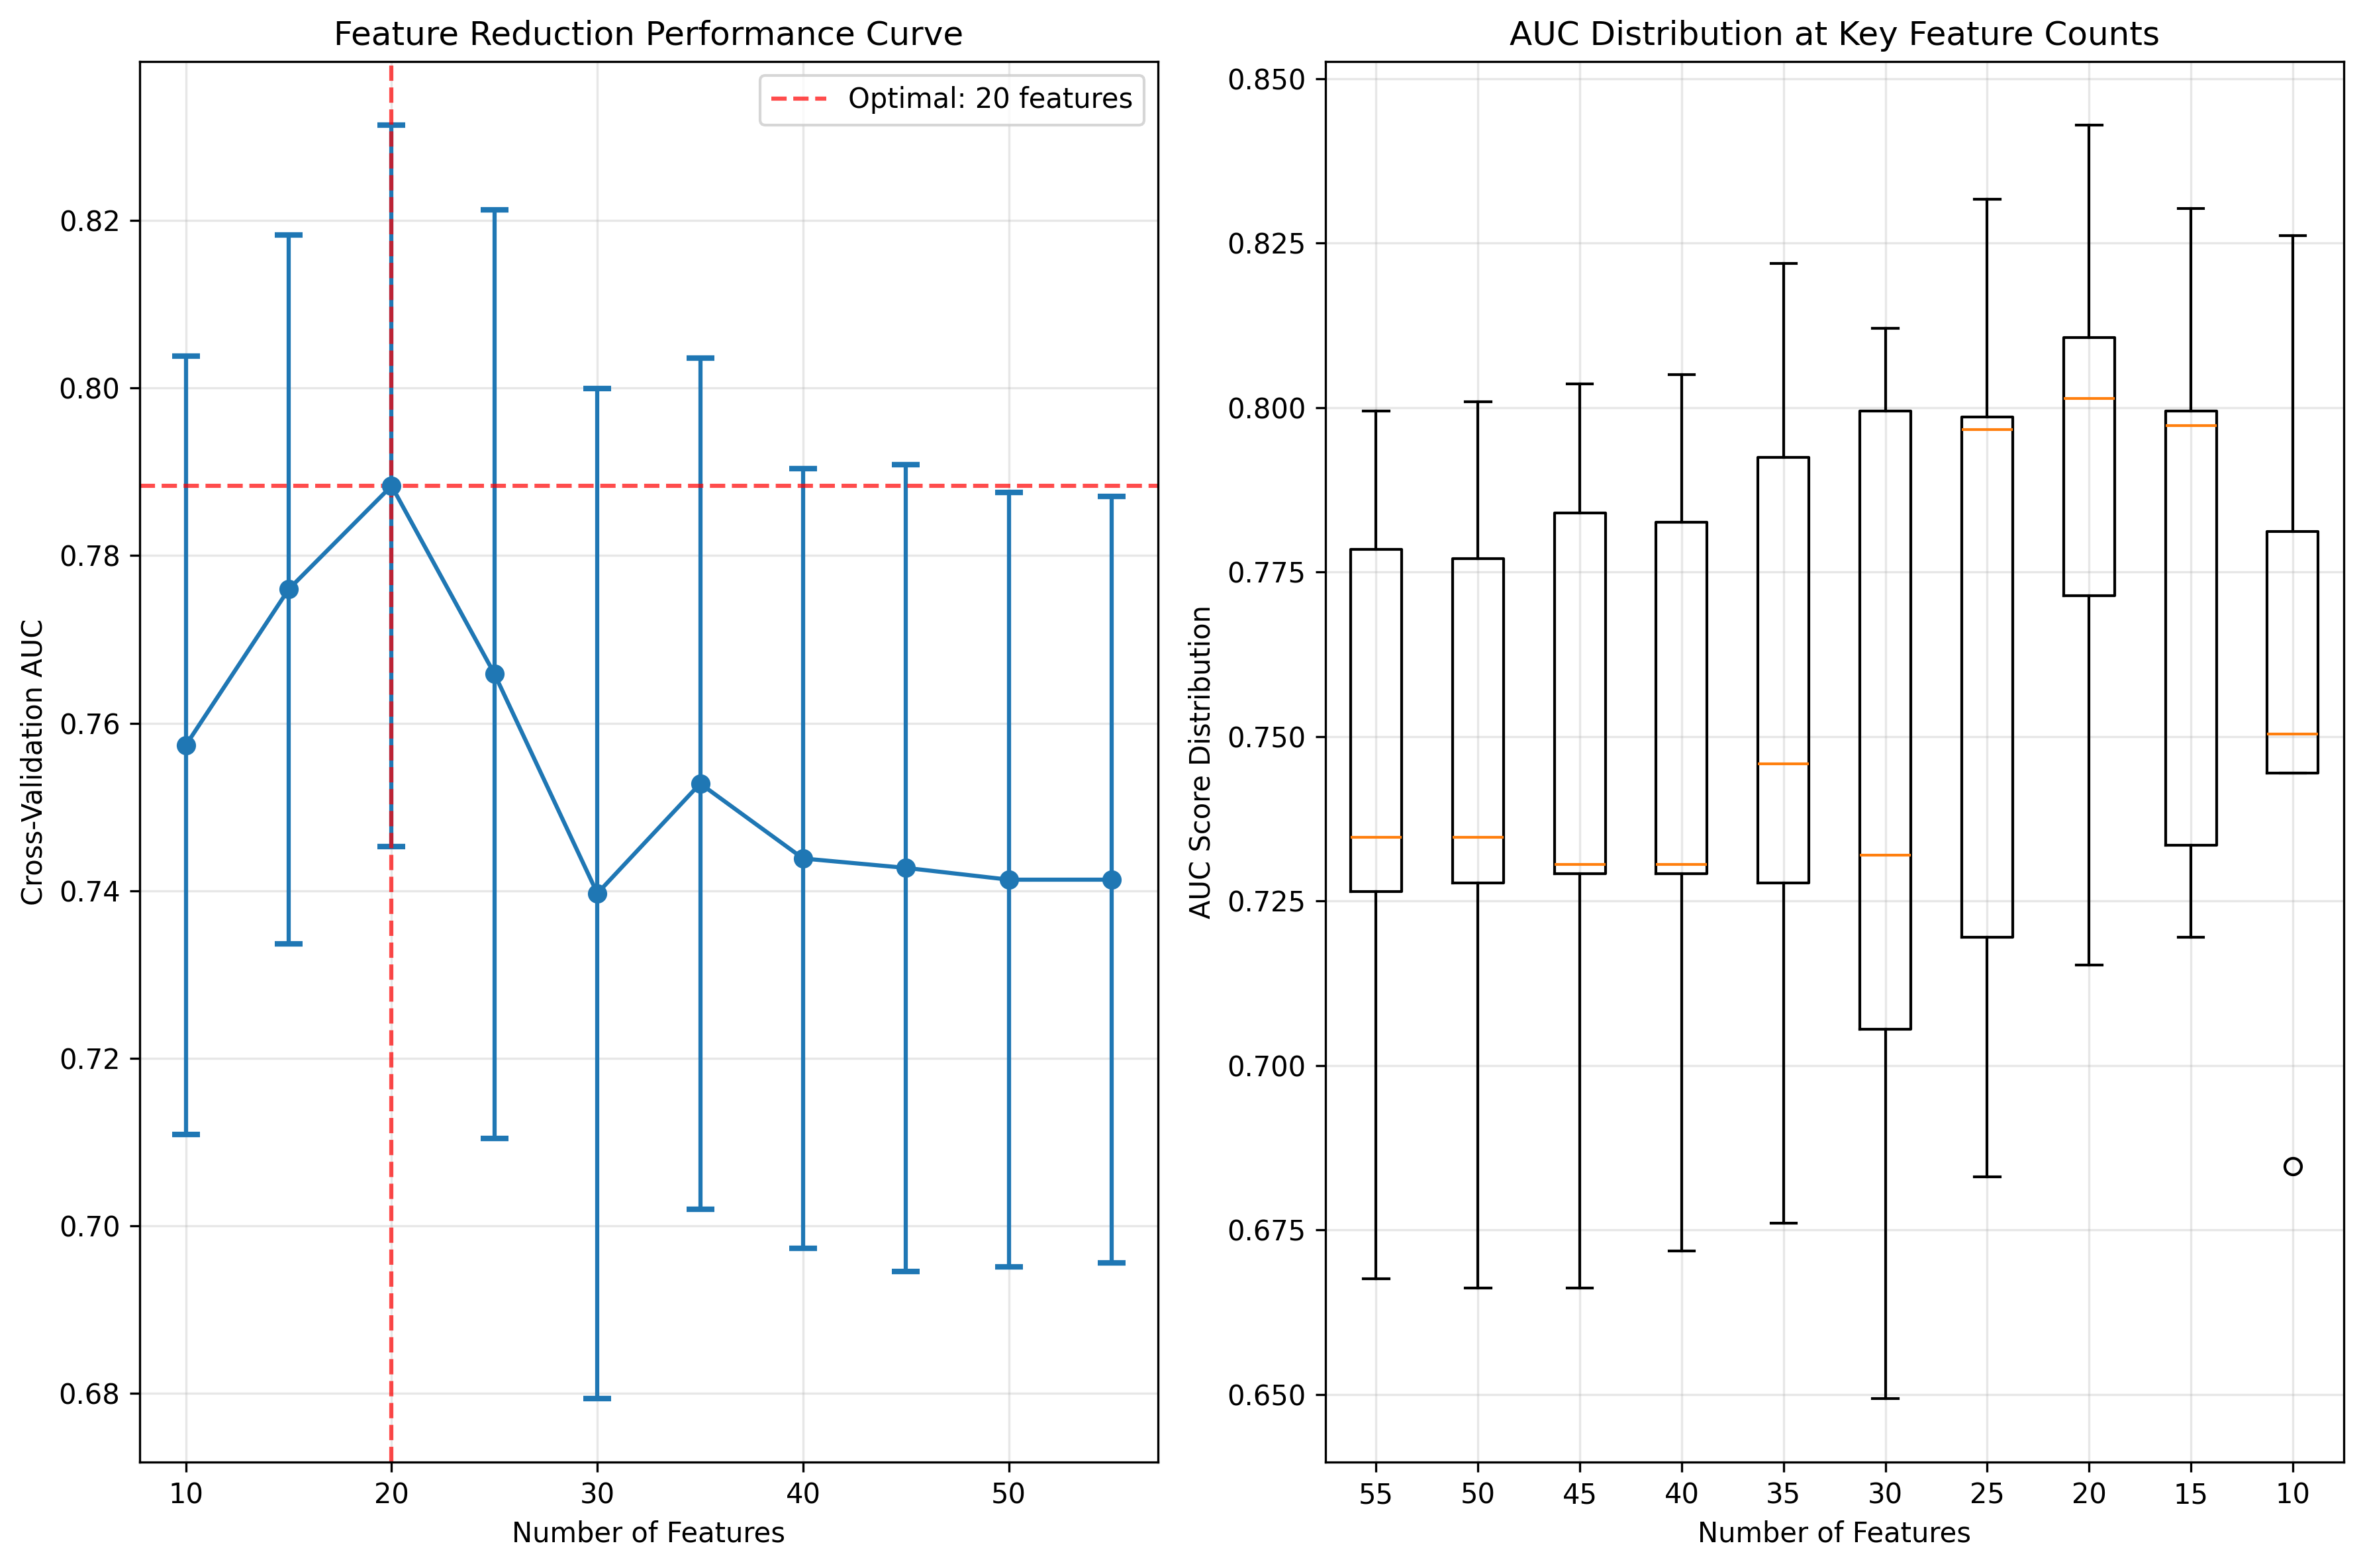 Feature Reduction Performance Curve
Optimal: 20 features
0.82
0.80
0.78
0.76
0.74
0.72
0.70
0.68
Cross-Validation AUC
10 20 30 40 50
Number of Features
AUC Distribution at Key Feature Counts
0.850
0.825
0.800
0.775
0.750
0.725
0.700
0.675
0.650
AUC Score Distribution
55 50 45 40 35 30 25 20 15 10
Number of Features